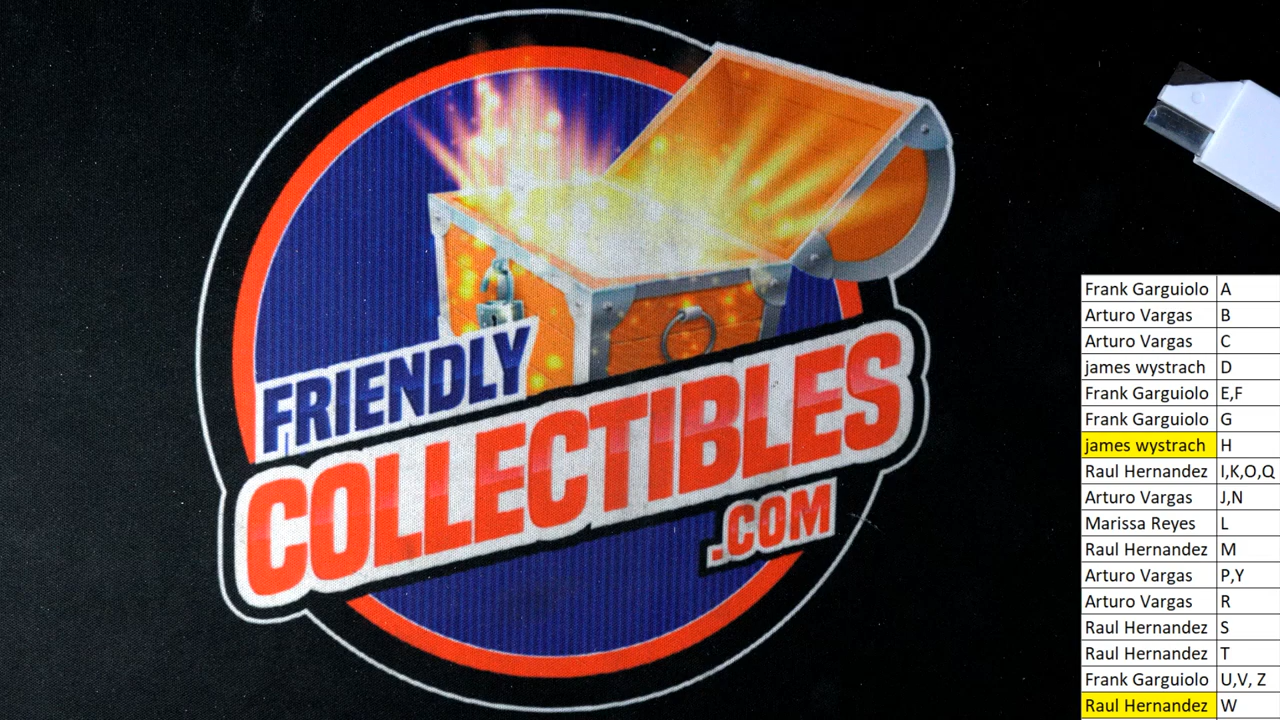 FRIENDLY
COLLECTIBLES
.COM
Frank Garguiolo A
Arturo Vargas B
Arturo Vargas C
james wystrach D
Frank Garguiolo E,F
Frank Garguiolo G
james wystrach H
Raul Hernandez I,K,O,Q
Arturo Vargas J,N
Marissa Reyes L
Raul Hernandez M
Arturo Vargas P,Y
Arturo Vargas R
Raul Hernandez S
Raul Hernandez T
Frank Garguiolo U,V, Z
Raul Hernandez W